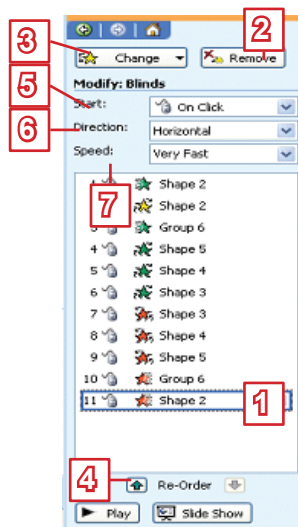 3 Change 2 Remove
Modify: Blinds
5 Start: On Click
6 Direction: Horizontal
Speed: Very Fast
7
Shape 2
Shape 2
3 Group 6
4 Shape 5
5 Shape 4
6 Shape 3
7 Shape 3
8 Shape 4
9 Shape 5
10 Group 6
11 Shape 2 1
4 Re-Order
Play Slide Show